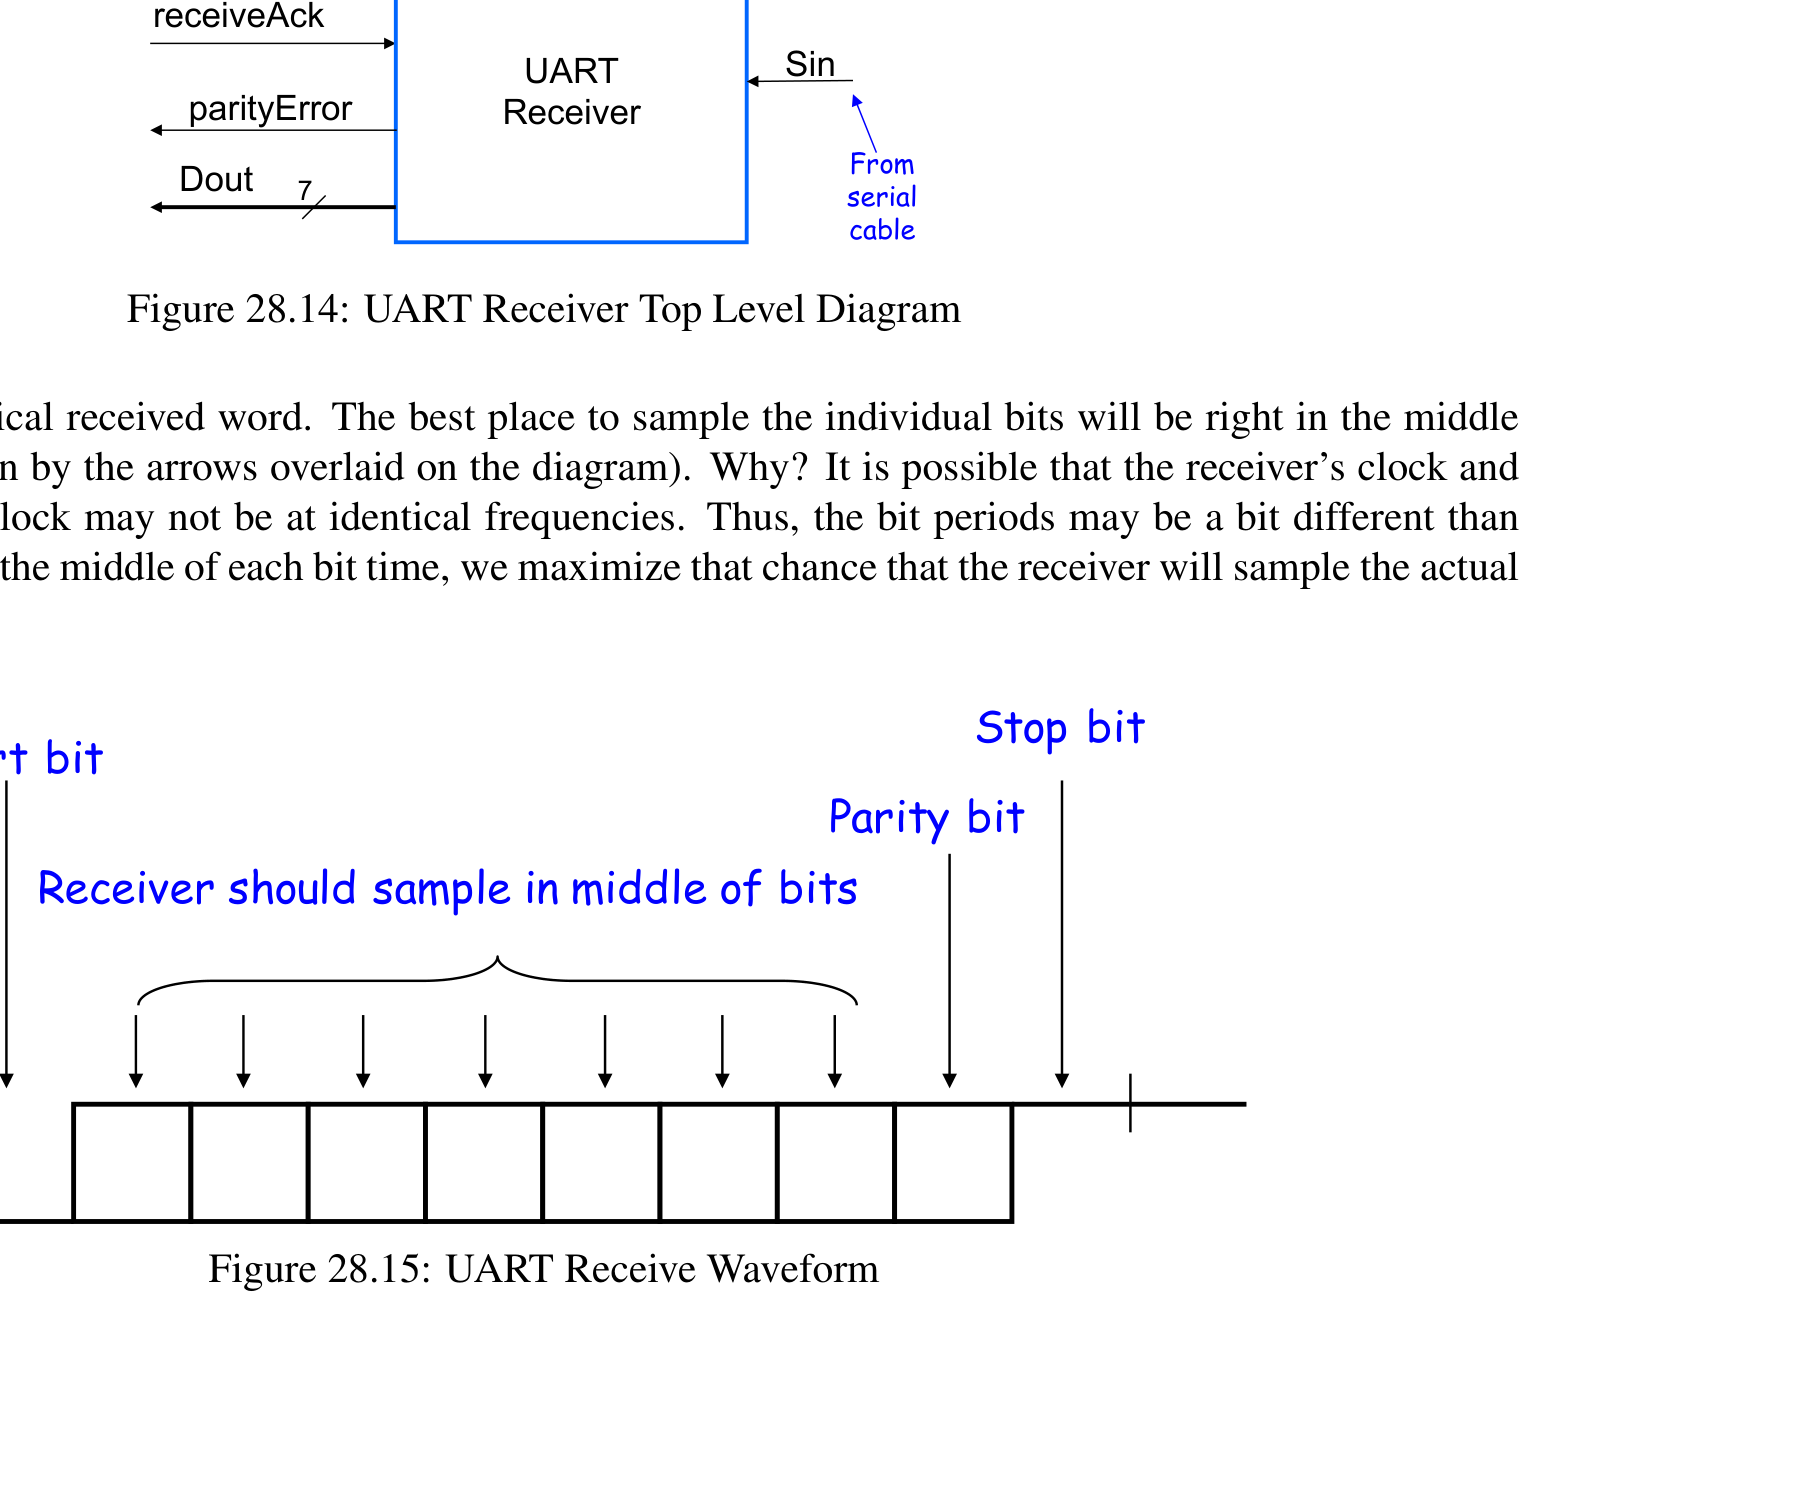 receiveAck
UART
Receiver
Sin
parityError
Dout
7
From
serial
cable
Figure 28.14: UART Receiver Top Level Diagram
ical received word. The best place to sample the individual bits will be right in the middle
n by the arrows overlaid on the diagram). Why? It is possible that the receiver's clock and
lock may not be at identical frequencies. Thus, the bit periods may be a bit different than
the middle of each bit time, we maximize that chance that the receiver will sample the actual
Stop bit
rt bit
Parity bit
Receiver should sample in middle of bits
Figure 28.15: UART Receive Waveform